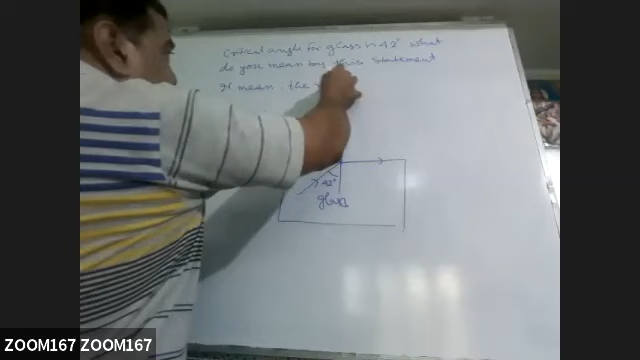 Critical angle for glass is 42° what
do you mean by this statement
It mean, the
42°
glass
ZOOM167 ZOOM167